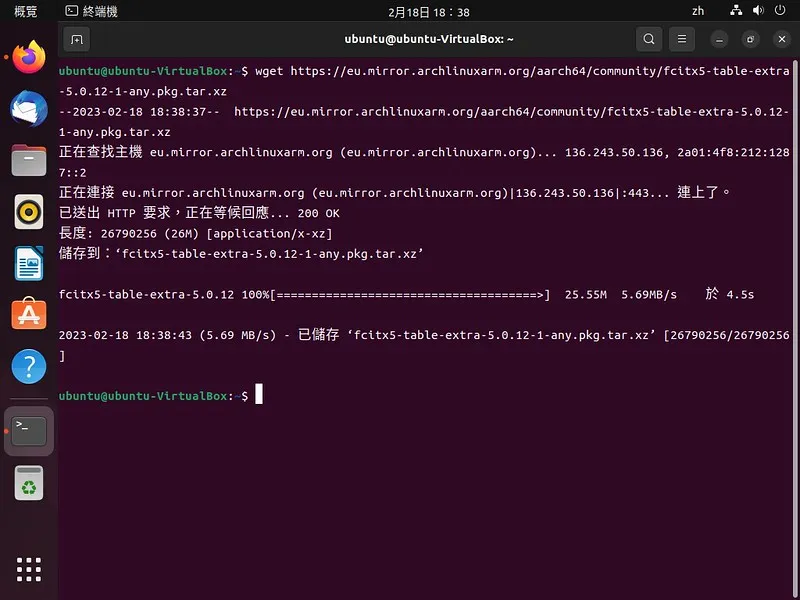 概覽 終端機 2月18日 18：38 zh
ubuntu@ubuntu-VirtualBox: ~
ubuntu@ubuntu-VirtualBox:~$ wget https://eu.mirror.archlinuxarm.org/aarch64/community/fcitx5-table-extra
-5.0.12-1-any.pkg.tar.xz
--2023-02-18 18:38:37--  https://eu.mirror.archlinuxarm.org/aarch64/community/fcitx5-table-extra-5.0.12-
1-any.pkg.tar.xz
正在查找主機 eu.mirror.archlinuxarm.org (eu.mirror.archlinuxarm.org)... 136.243.50.136, 2a01:4f8:212:128
7::2
正在連接 eu.mirror.archlinuxarm.org (eu.mirror.archlinuxarm.org)|136.243.50.136|:443... 連上了。
已送出 HTTP 要求，正在等候回應... 200 OK
長度: 26790256 (26M) [application/x-xz]
儲存到：‘fcitx5-table-extra-5.0.12-1-any.pkg.tar.xz’
fcitx5-table-extra-5.0.12 100%[=====================================>]  25.55M  5.69MB/s    於 4.5s
2023-02-18 18:38:43 (5.69 MB/s) - 已儲存 ‘fcitx5-table-extra-5.0.12-1-any.pkg.tar.xz’ [26790256/26790256
]
ubuntu@ubuntu-VirtualBox:~$